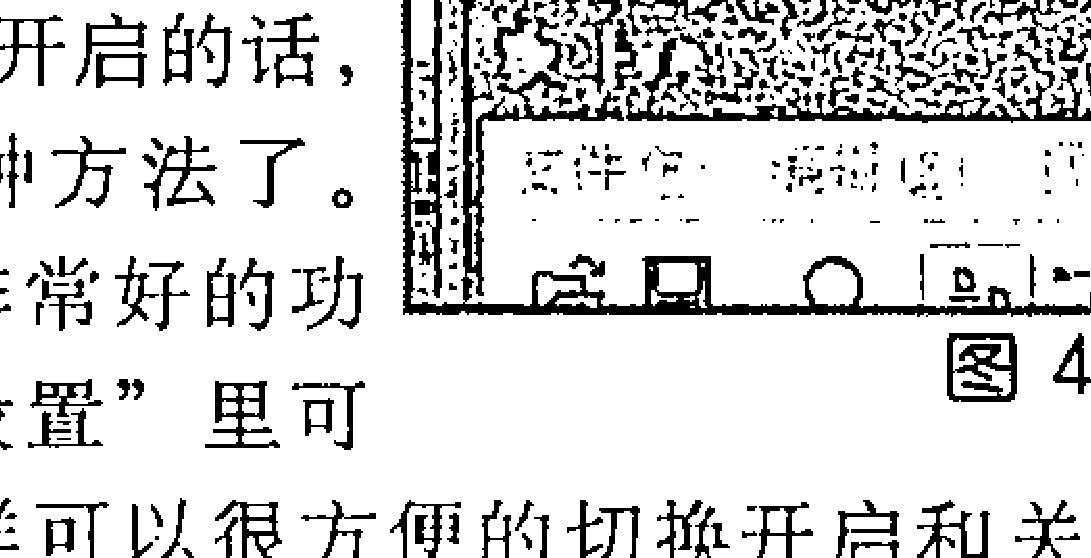 开启的话，
种方法了。
常好的功
置”里可
图 4
可以很方便的切换开启和关